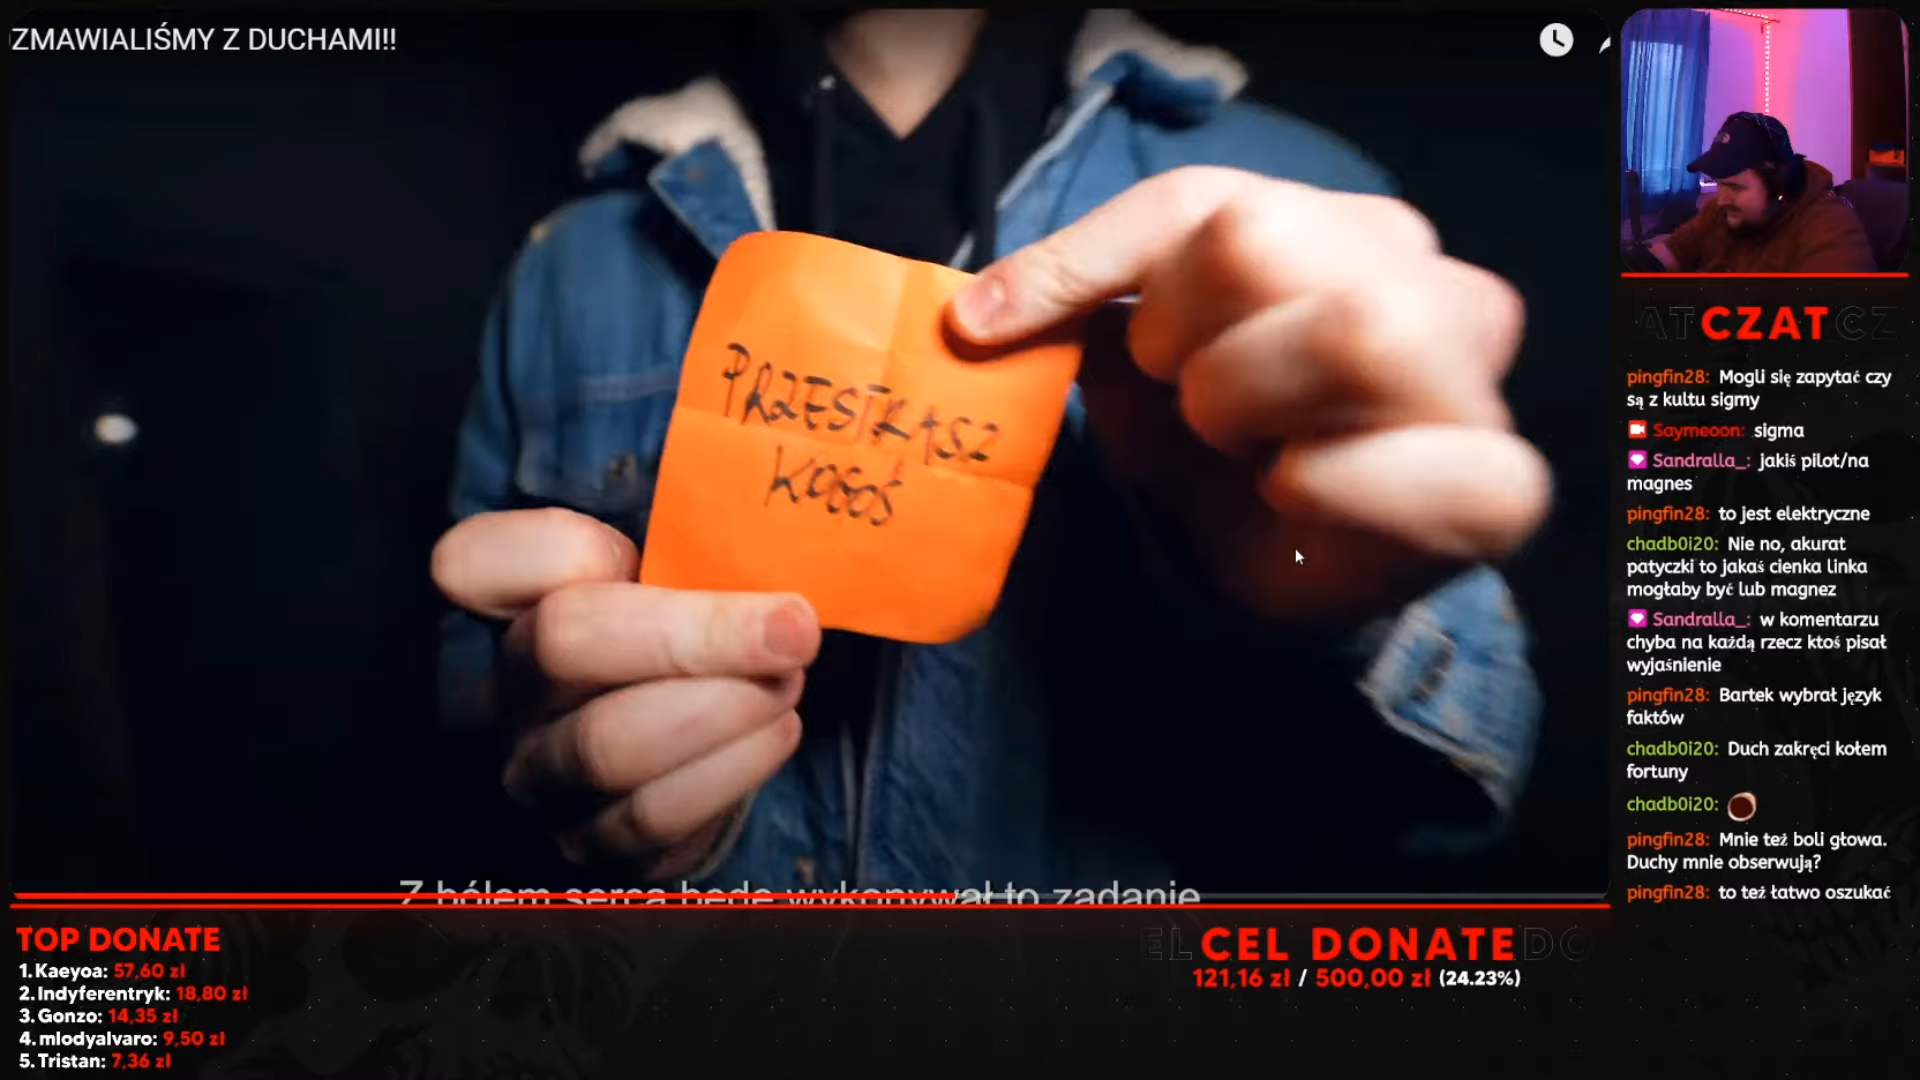 ZMAWIALIŚMY Z DUCHAMI!!
PRZESTRASZ
KOGOŚ
Z bólem serca będę wykonywał to zadanie
CZAT
pingfin28: Mogli się zapytać czy
są z kultu sigmy
Saymeoon: sigma
Sandralla_: jakiś pilot/na
magnes
pingfin28: to jest elektryczne
chadb0i20: Nie no, akurat
patyczki to jakaś cienka linka
mogłaby być lub magnez
Sandralla_: w komentarzu
chyba na każdą rzecz ktoś pisał
wyjaśnienie
pingfin28: Bartek wybrał język
faktów
chadb0i20: Duch zakręci kołem
fortuny
chadb0i20:
pingfin28: Mnie też boli głowa.
Duchy mnie obserwują?
pingfin28: to też łatwo oszukać
TOP DONATE
1.Kaeyoa: 57,60 zł
2.Indyferentryk: 18,80 zł
3.Gonzo: 14,35 zł
4.mlodyalvaro: 9,50 zł
5.Tristan: 7,36 zł
CEL DONATE
121,16 zł / 500,00 zł (24.23%)